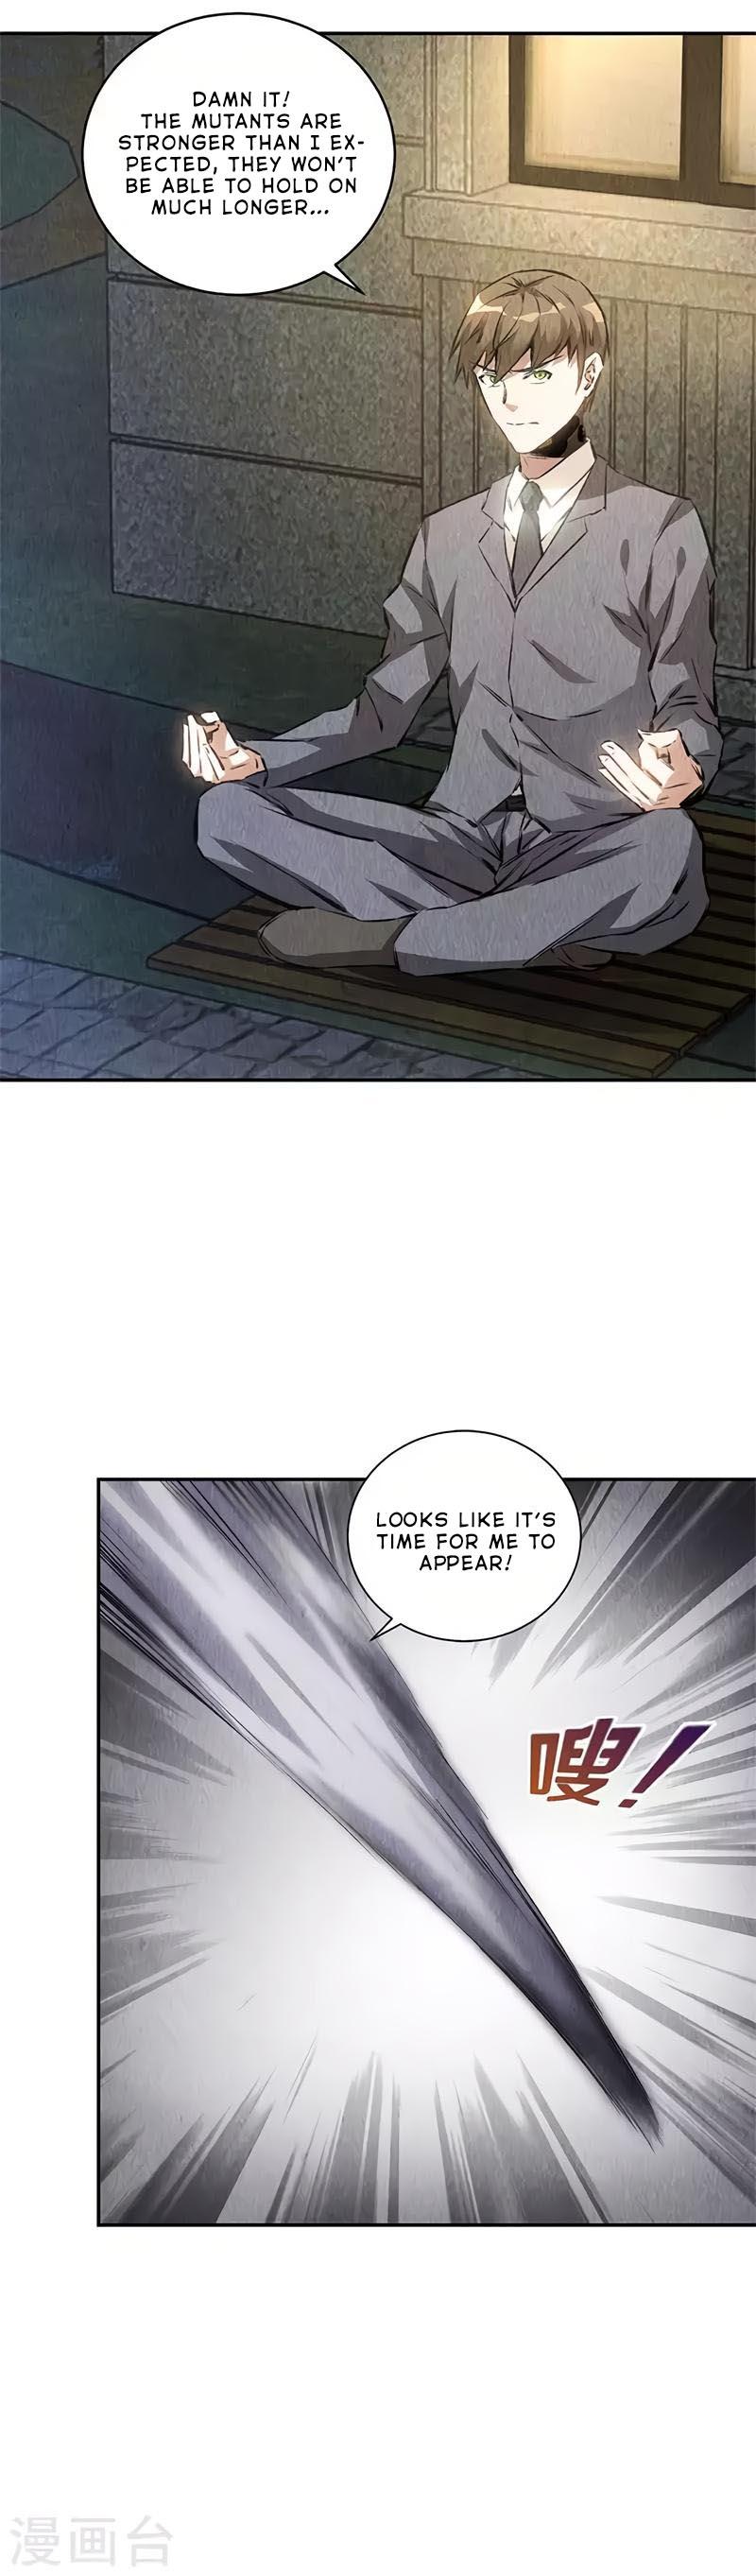 DAMN IT!
THE MUTANTS ARE
STRONGER THAN I EX-
PECTED, THEY WON'T
BE ABLE TO HOLD ON
MUCH LONGER...
LOOKS LIKE IT'S
TIME FOR ME TO
APPEAR!
嗖!
漫画台